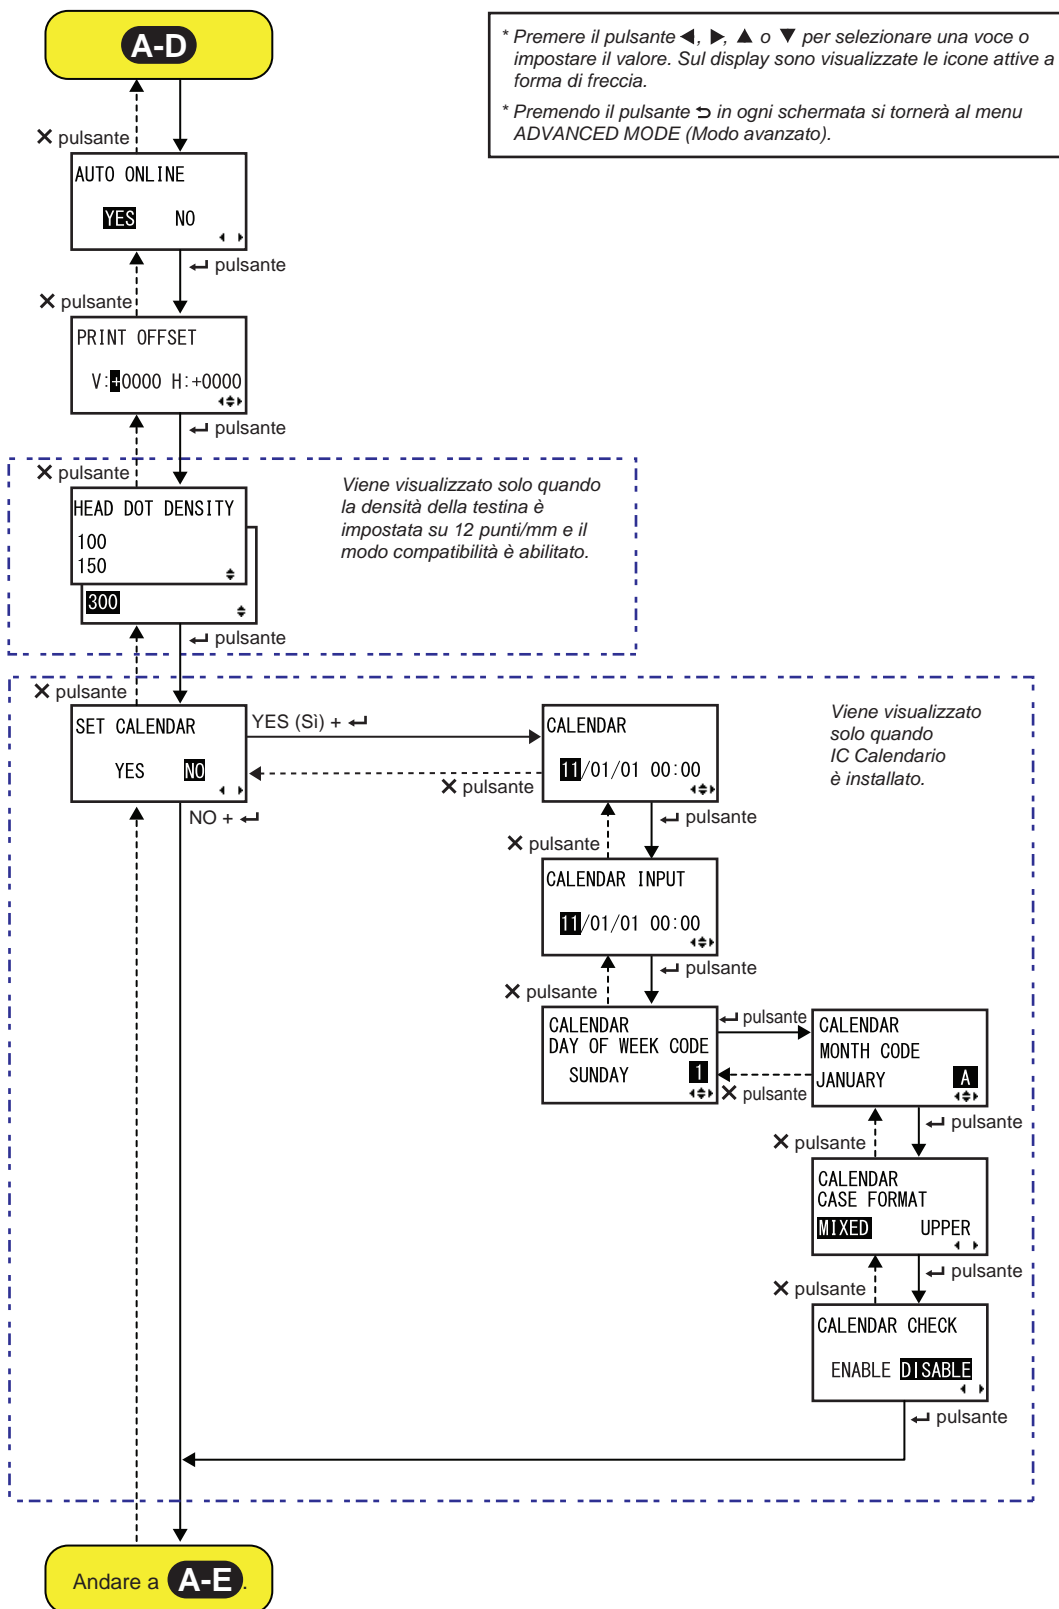 A-D
* Premere il pulsante ◀, ▶, ▲ o ▼ per selezionare una voce o
impostare il valore. Sul display sono visualizzate le icone attive a
forma di freccia.
* Premendo il pulsante ⮌ in ogni schermata si tornerà al menu
ADVANCED MODE (Modo avanzato).
✕ pulsante
AUTO ONLINE
YES NO
↵ pulsante
✕ pulsante
PRINT OFFSET
V:+0000 H:+0000
↵ pulsante
✕ pulsante
HEAD DOT DENSITY
100
150
300
Viene visualizzato solo quando
la densità della testina è
impostata su 12 punti/mm e il
modo compatibilità è abilitato.
↵ pulsante
✕ pulsante
SET CALENDAR
YES NO
YES (Sì) + ↵
✕ pulsante
NO + ↵
CALENDAR
11/01/01 00:00
Viene visualizzato
solo quando
IC Calendario
è installato.
↵ pulsante
✕ pulsante
CALENDAR INPUT
11/01/01 00:00
↵ pulsante
✕ pulsante
CALENDAR
DAY OF WEEK CODE
SUNDAY 1
↵ pulsante
✕ pulsante
CALENDAR
MONTH CODE
JANUARY A
↵ pulsante
✕ pulsante
CALENDAR
CASE FORMAT
MIXED UPPER
↵ pulsante
✕ pulsante
CALENDAR CHECK
ENABLE DISABLE
↵ pulsante
Andare a A-E.